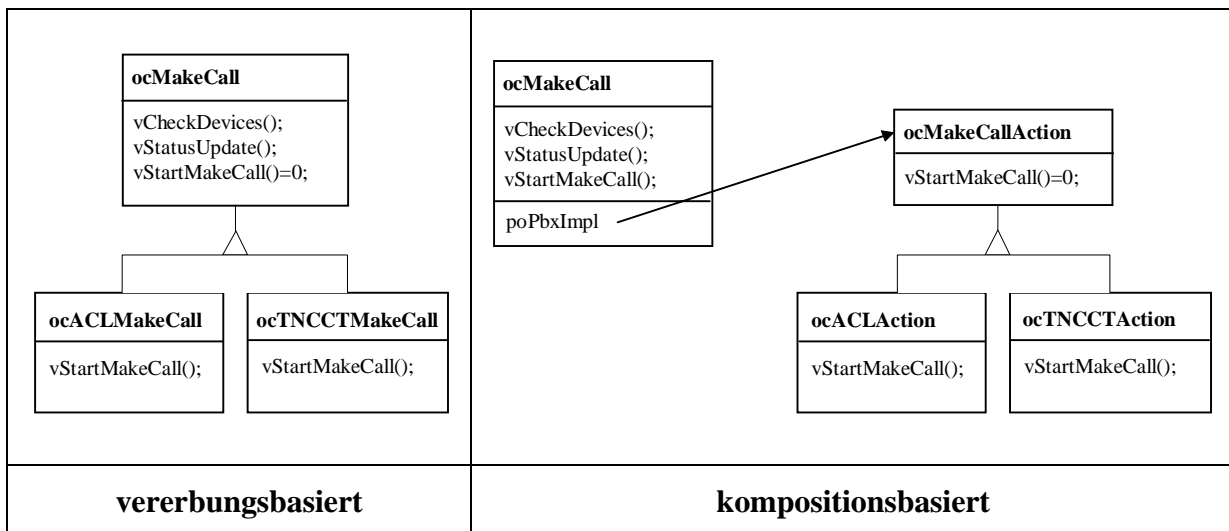 ocMakeCall
vCheckDevices();
vStatusUpdate();
vStartMakeCall()=0;
ocACLMakeCall
vStartMakeCall();
ocTNCCTMakeCall
vStartMakeCall();
vererbungsbasiert
ocMakeCall
vCheckDevices();
vStatusUpdate();
vStartMakeCall();
poPbxImpl
ocMakeCallAction
vStartMakeCall()=0;
ocACLAction
vStartMakeCall();
ocTNCCTAction
vStartMakeCall();
kompositionsbasiert